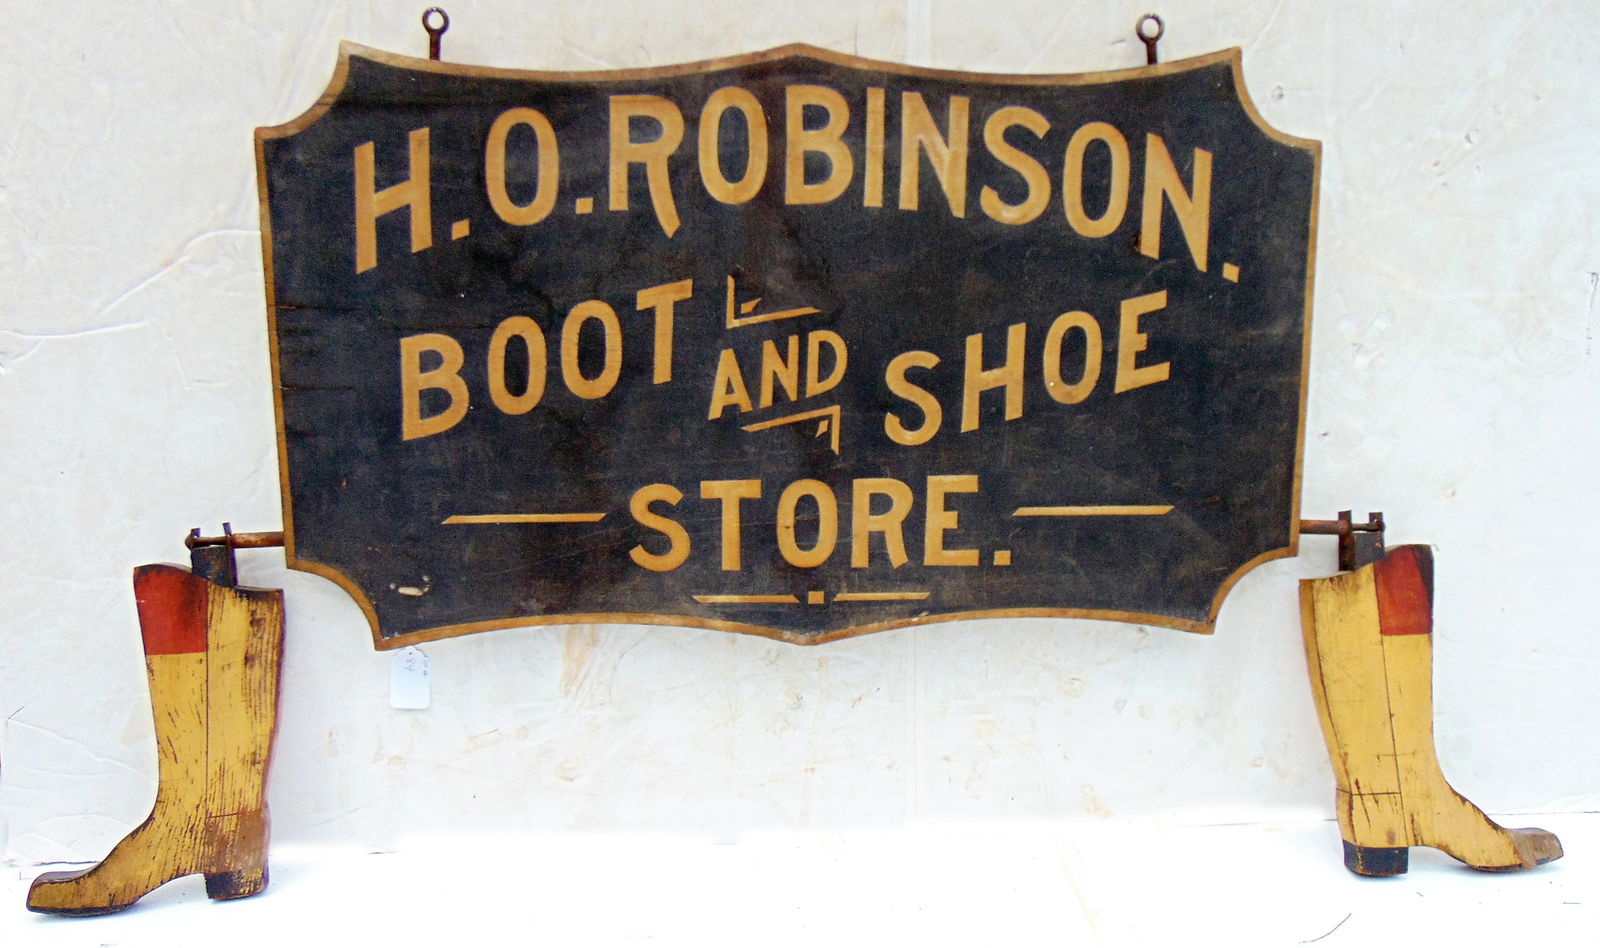 H.O.ROBINSON.
BOOT AND SHOE
STORE.